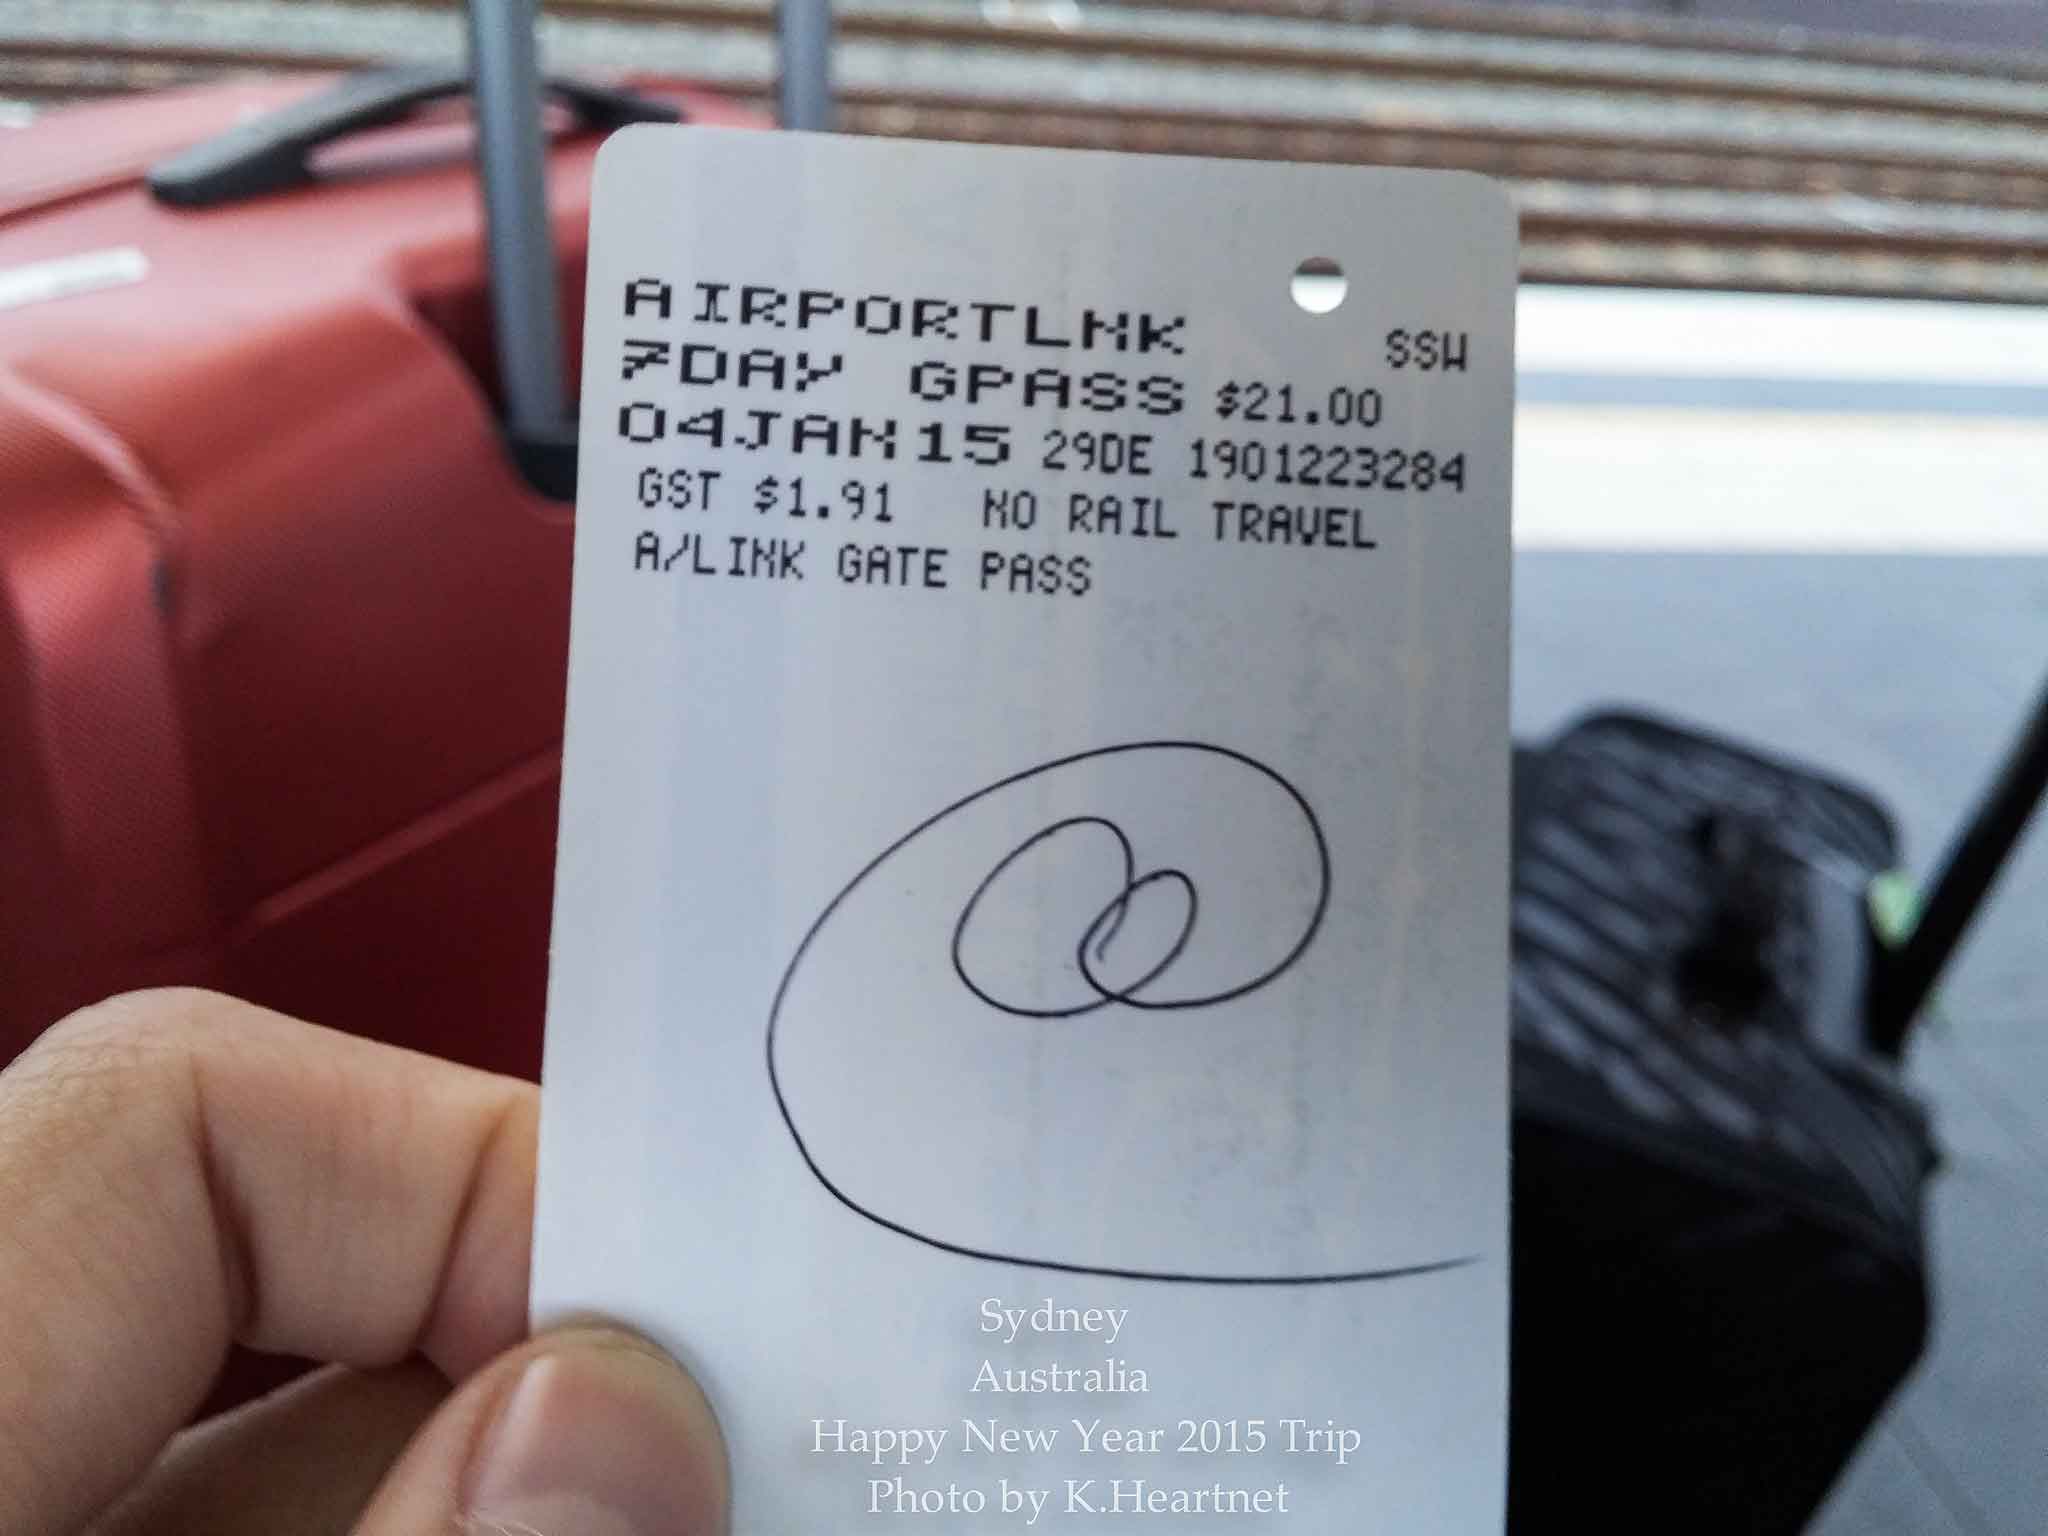 AIRPORTLNK SSW
7DAY GPASS $21.00
04JAN15 29DE 1901223284
GST $1.91 NO RAIL TRAVEL
A/LINK GATE PASS
Sydney
Australia
Happy New Year 2015 Trip
Photo by K.Heartnet